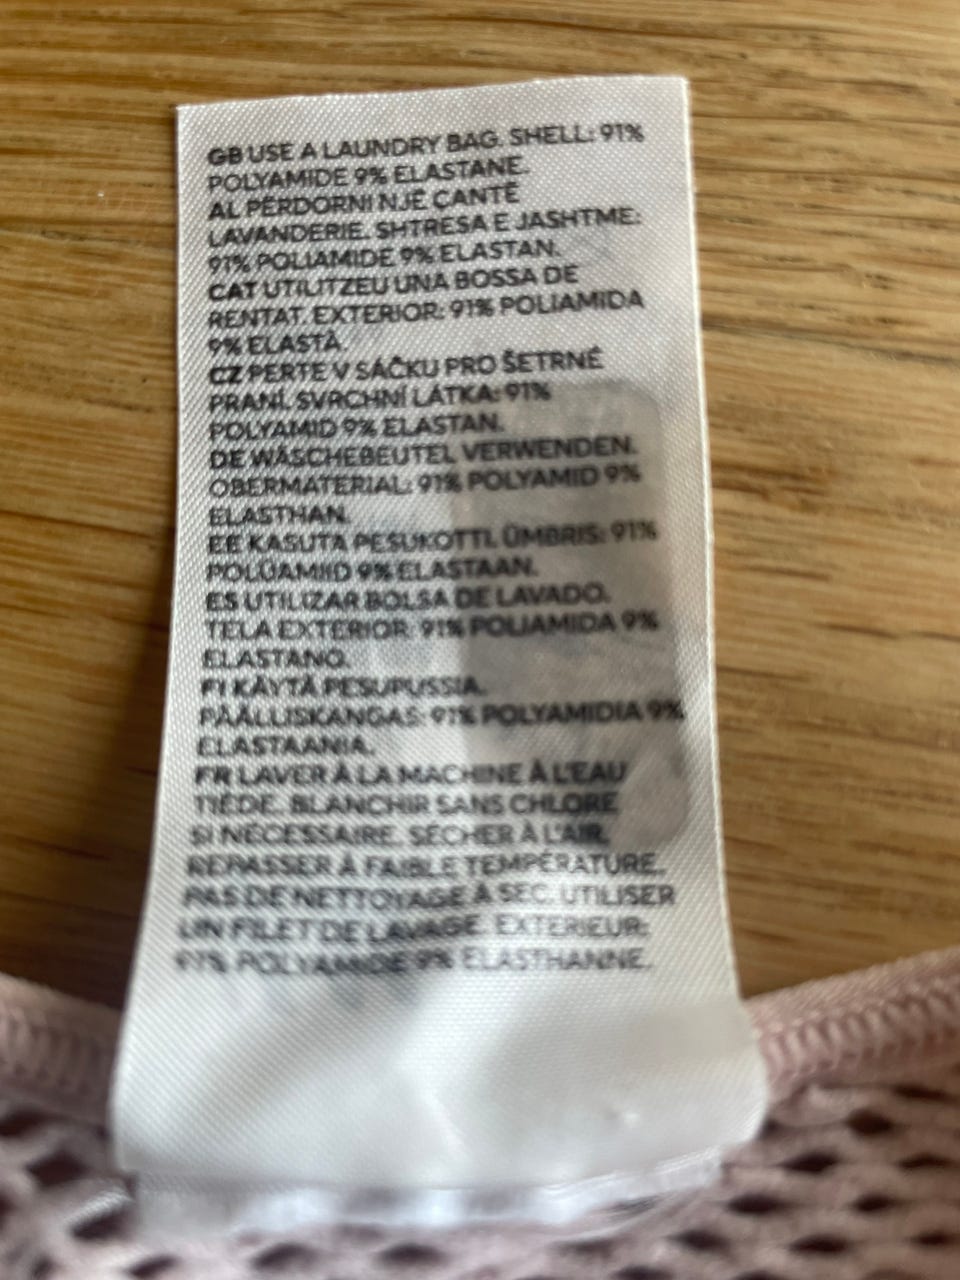 GB USE A LAUNDRY BAG. SHELL: 91%
POLYAMIDE 9% ELASTANE.
AL PËRDORNI NJË ÇANTË
LAVANDERIE. SHTRESA E JASHTME:
91% POLIAMIDE 9% ELASTAN.
CAT UTILITZEU UNA BOSSA DE
RENTAT. EXTERIOR: 91% POLIAMIDA
9% ELASTÀ.
CZ PERTE V SÁČKU PRO ŠETRNÉ
PRANÍ. SVRCHNÍ LÁTKA: 91%
POLYAMID 9% ELASTAN.
DE WÄSCHEBEUTEL VERWENDEN.
OBERMATERIAL: 91% POLYAMID 9%
ELASTHAN.
EE KASUTA PESUKOTTI. ÜMBRIS: 91%
POLÜAMIID 9% ELASTAAN.
ES UTILIZAR BOLSA DE LAVADO.
TELA EXTERIOR: 91% POLIAMIDA 9%
ELASTANO.
FI KÄYTÄ PESUPUSSIA.
PÄÄLLISKANGAS: 91% POLYAMIDIA 9%
ELASTAANIA.
FR LAVER À LA MACHINE À L'EAU
TIÈDE. BLANCHIR SANS CHLORE
SI NÉCESSAIRE. SÉCHER À L'AIR.
REPASSER À FAIBLE TEMPÉRATURE.
PAS DE NETTOYAGE À SEC. UTILISER
UN FILET DE LAVAGE. EXTÉRIEUR:
91% POLYAMIDE 9% ÉLASTHANNE.